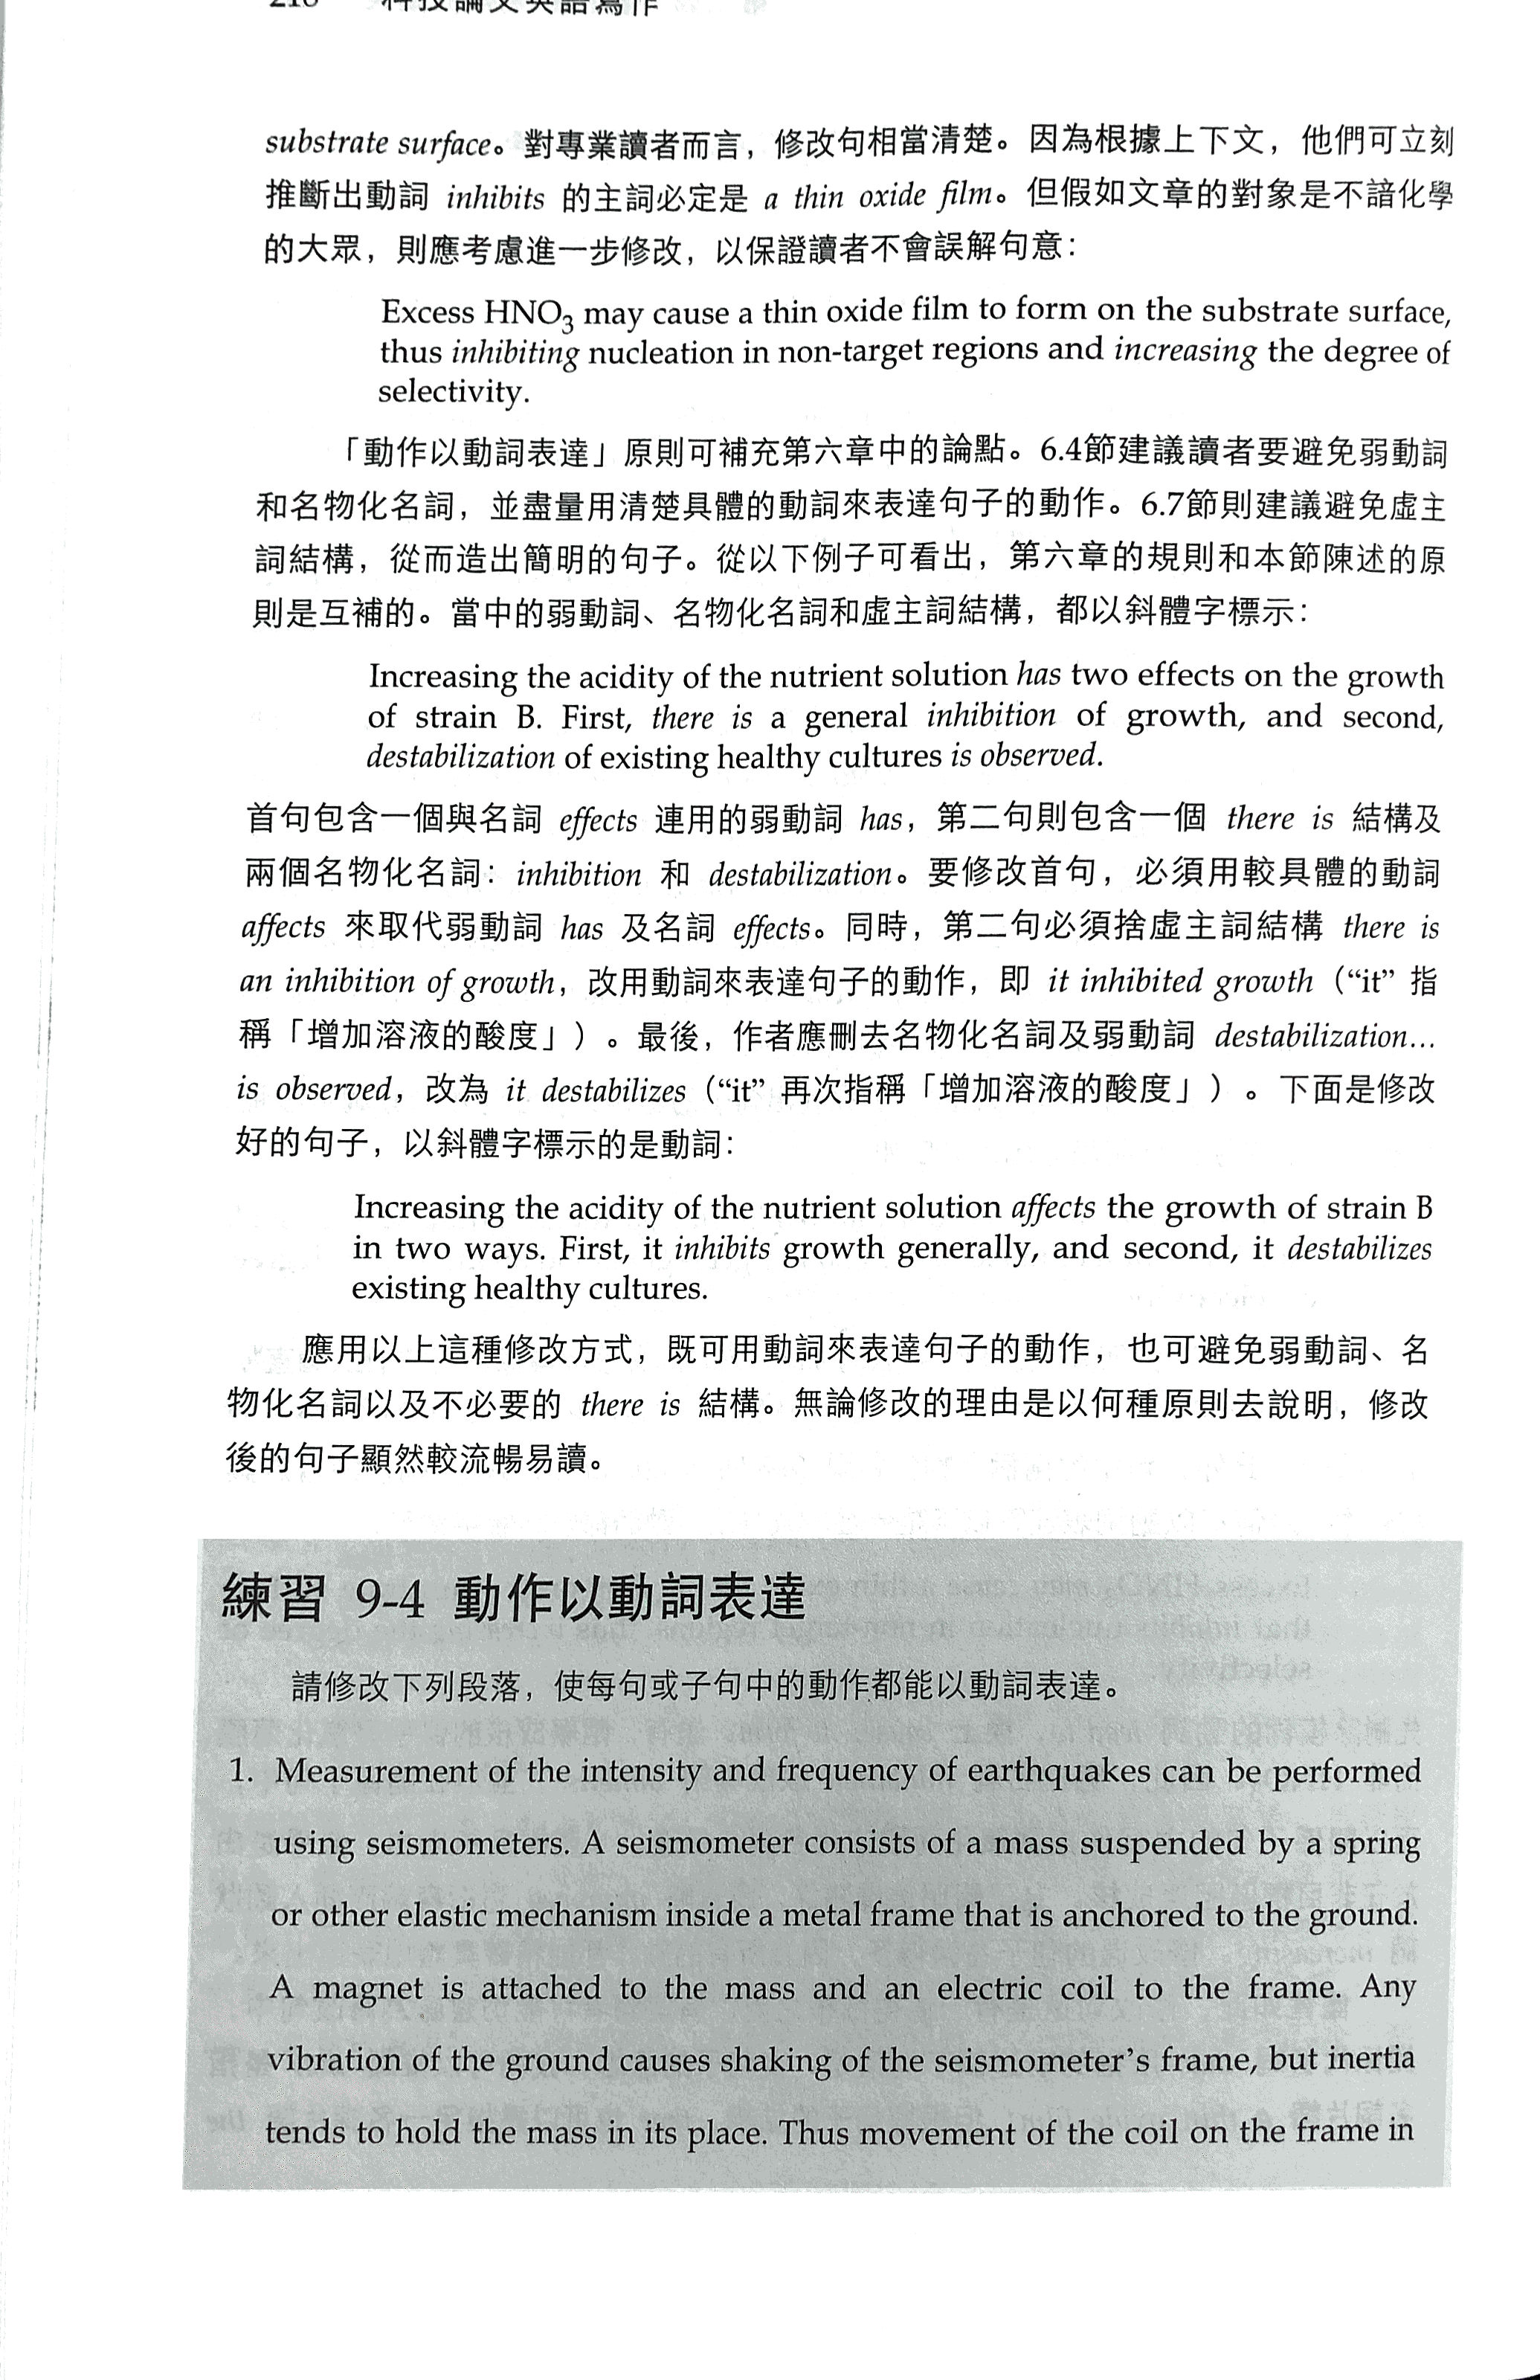 科技論文英語寫作
substrate surface。對專業讀者而言，修改句相當清楚。因為根據上下文，他們可立刻
推斷出動詞 inhibits 的主詞必定是 a thin oxide film。但假如文章的對象是不諳化學
的大眾，則應考慮進一步修改，以保證讀者不會誤解句意：
Excess HNO₃ may cause a thin oxide film to form on the substrate surface,
thus inhibiting nucleation in non-target regions and increasing the degree of
selectivity.
「動作以動詞表達」原則可補充第六章中的論點。6.4節建議讀者要避免弱動詞
和名物化名詞，並盡量用清楚具體的動詞來表達句子的動作。6.7節則建議避免虛主
詞結構，從而造出簡明的句子。從以下例子可看出，第六章的規則和本節陳述的原
則是互補的。當中的弱動詞、名物化名詞和虛主詞結構，都以斜體字標示：
Increasing the acidity of the nutrient solution has two effects on the growth
of strain B. First, there is a general inhibition of growth, and second,
destabilization of existing healthy cultures is observed.
首句包含一個與名詞 effects 連用的弱動詞 has，第二句則包含一個 there is 結構及
兩個名物化名詞：inhibition 和 destabilization。要修改首句，必須用較具體的動詞
affects 來取代弱動詞 has 及名詞 effects。同時，第二句必須捨虛主詞結構 there is
an inhibition of growth，改用動詞來表達句子的動作，即 it inhibited growth（“it” 指
稱「增加溶液的酸度」）。最後，作者應刪去名物化名詞及弱動詞 destabilization...
is observed，改為 it destabilizes（“it” 再次指稱「增加溶液的酸度」）。下面是修改
好的句子，以斜體字標示的是動詞：
Increasing the acidity of the nutrient solution affects the growth of strain B
in two ways. First, it inhibits growth generally, and second, it destabilizes
existing healthy cultures.
應用以上這種修改方式，既可用動詞來表達句子的動作，也可避免弱動詞、名
物化名詞以及不必要的 there is 結構。無論修改的理由是以何種原則去說明，修改
後的句子顯然較流暢易讀。
練習 9-4 動作以動詞表達
請修改下列段落，使每句或子句中的動作都能以動詞表達。
1. Measurement of the intensity and frequency of earthquakes can be performed
using seismometers. A seismometer consists of a mass suspended by a spring
or other elastic mechanism inside a metal frame that is anchored to the ground.
A magnet is attached to the mass and an electric coil to the frame. Any
vibration of the ground causes shaking of the seismometer's frame, but inertia
tends to hold the mass in its place. Thus movement of the coil on the frame in